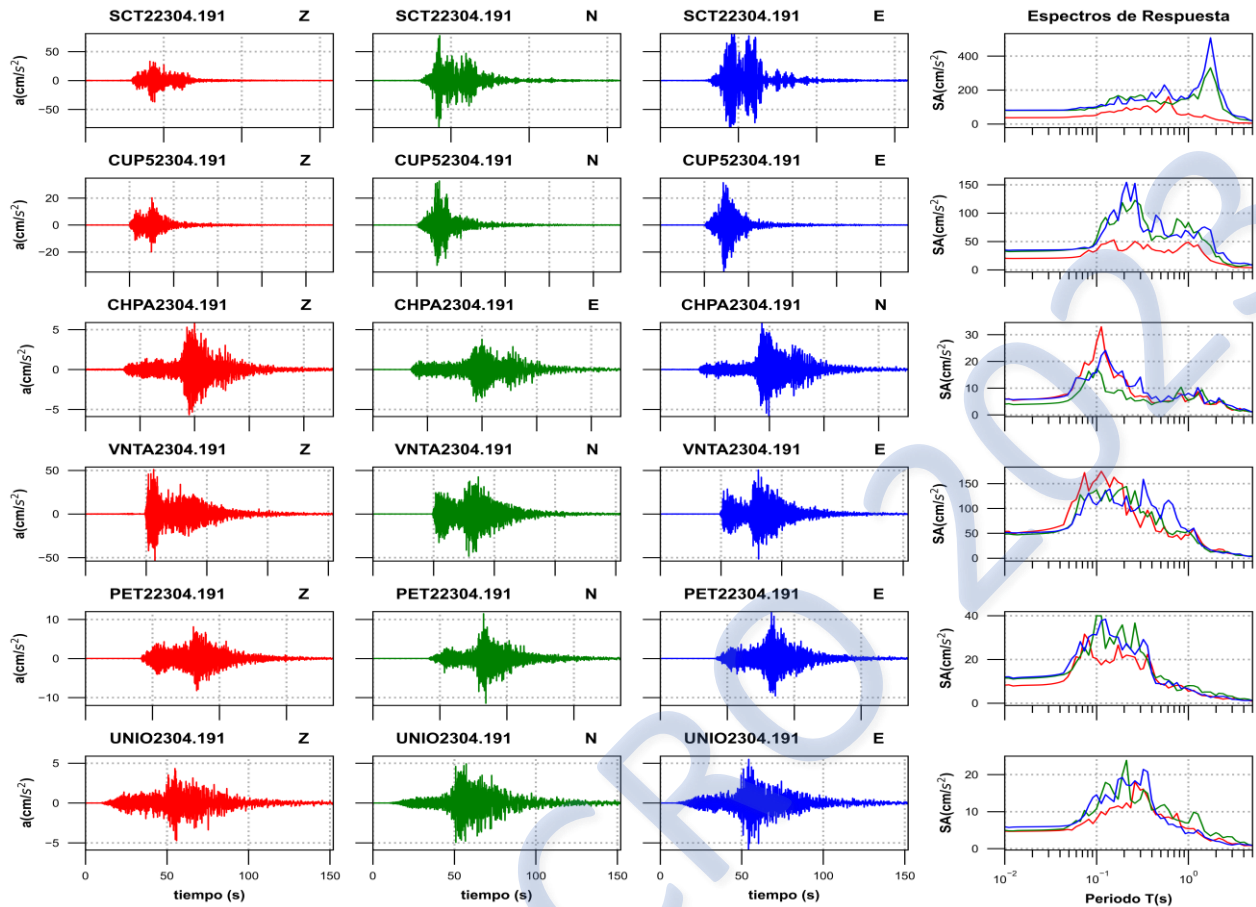 SCT22304.191 Z SCT22304.191 N SCT22304.191 E Espectros de Respuesta
a(cm/s²) 50 0 −50 SA(cm/s²) 400 200 0
CUP52304.191 Z CUP52304.191 N CUP52304.191 E
a(cm/s²) 20 0 −20 SA(cm/s²) 150 100 50 0
CHPA2304.191 Z CHPA2304.191 E CHPA2304.191 N
a(cm/s²) 5 0 −5 SA(cm/s²) 30 20 10 0
VNTA2304.191 Z VNTA2304.191 N VNTA2304.191 E
a(cm/s²) 50 0 −50 SA(cm/s²) 150 100 50 0
PET22304.191 Z PET22304.191 N PET22304.191 E
a(cm/s²) 10 0 −10 SA(cm/s²) 40 20 0
UNIO2304.191 Z UNIO2304.191 N UNIO2304.191 E
a(cm/s²) 5 0 −5 SA(cm/s²) 20 10 0
0 50 100 150 0 50 100 150 0 50 100 150 10⁻² 10⁻¹ 10⁰
tiempo (s) tiempo (s) tiempo (s) Periodo T(s)
CRO 2023